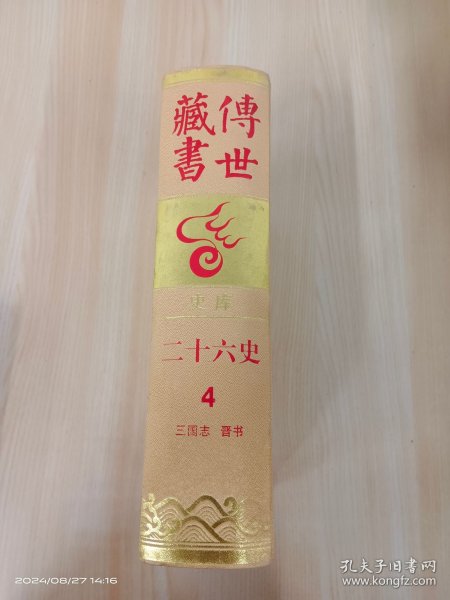 傳世
藏書
史库
二十六史
4
三国志 晋书
2024/08/27 14:16
孔夫子旧书网
www.kongfz.com